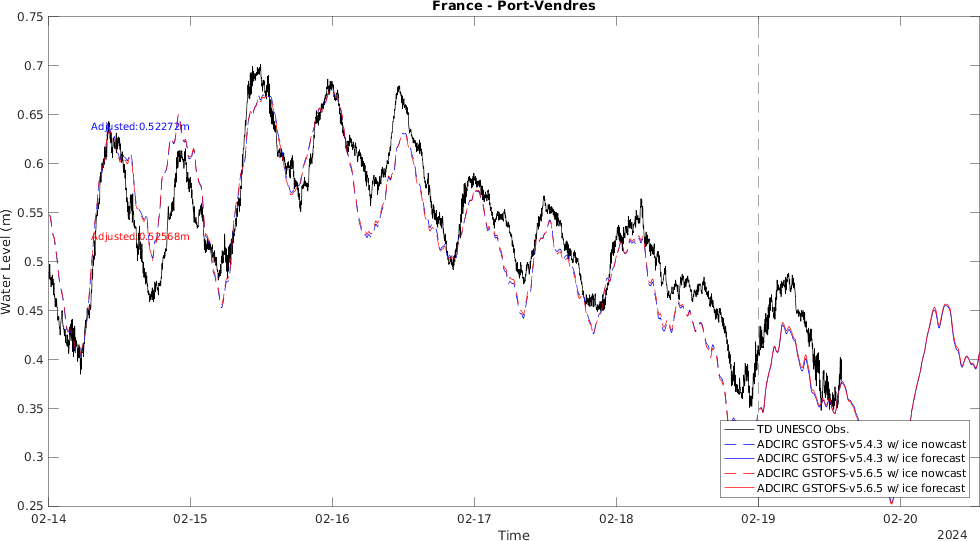 France - Port-Vendres
0.75
0.7
0.65
0.6
0.55
0.5
0.45
0.4
0.35
0.3
0.25
Water Level (m)
Adjusted:0.52272m
Adjusted:0.52568m
TD UNESCO Obs.
ADCIRC GSTOFS-v5.4.3 w/ ice nowcast
ADCIRC GSTOFS-v5.4.3 w/ ice forecast
ADCIRC GSTOFS-v5.6.5 w/ ice nowcast
ADCIRC GSTOFS-v5.6.5 w/ ice forecast
02-14 02-15 02-16 02-17 02-18 02-19 02-20
Time
2024